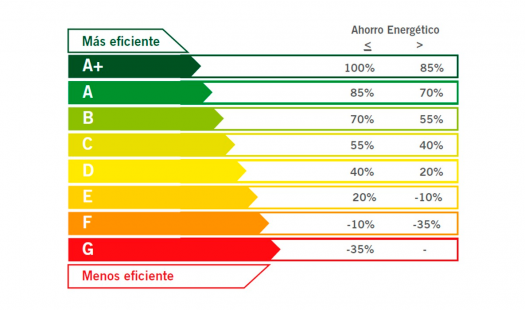 Ahorro Energético
Más eficiente ≤ >
A+ 100% 85%
A 85% 70%
B 70% 55%
C 55% 40%
D 40% 20%
E 20% -10%
F -10% -35%
G -35% -
Menos eficiente